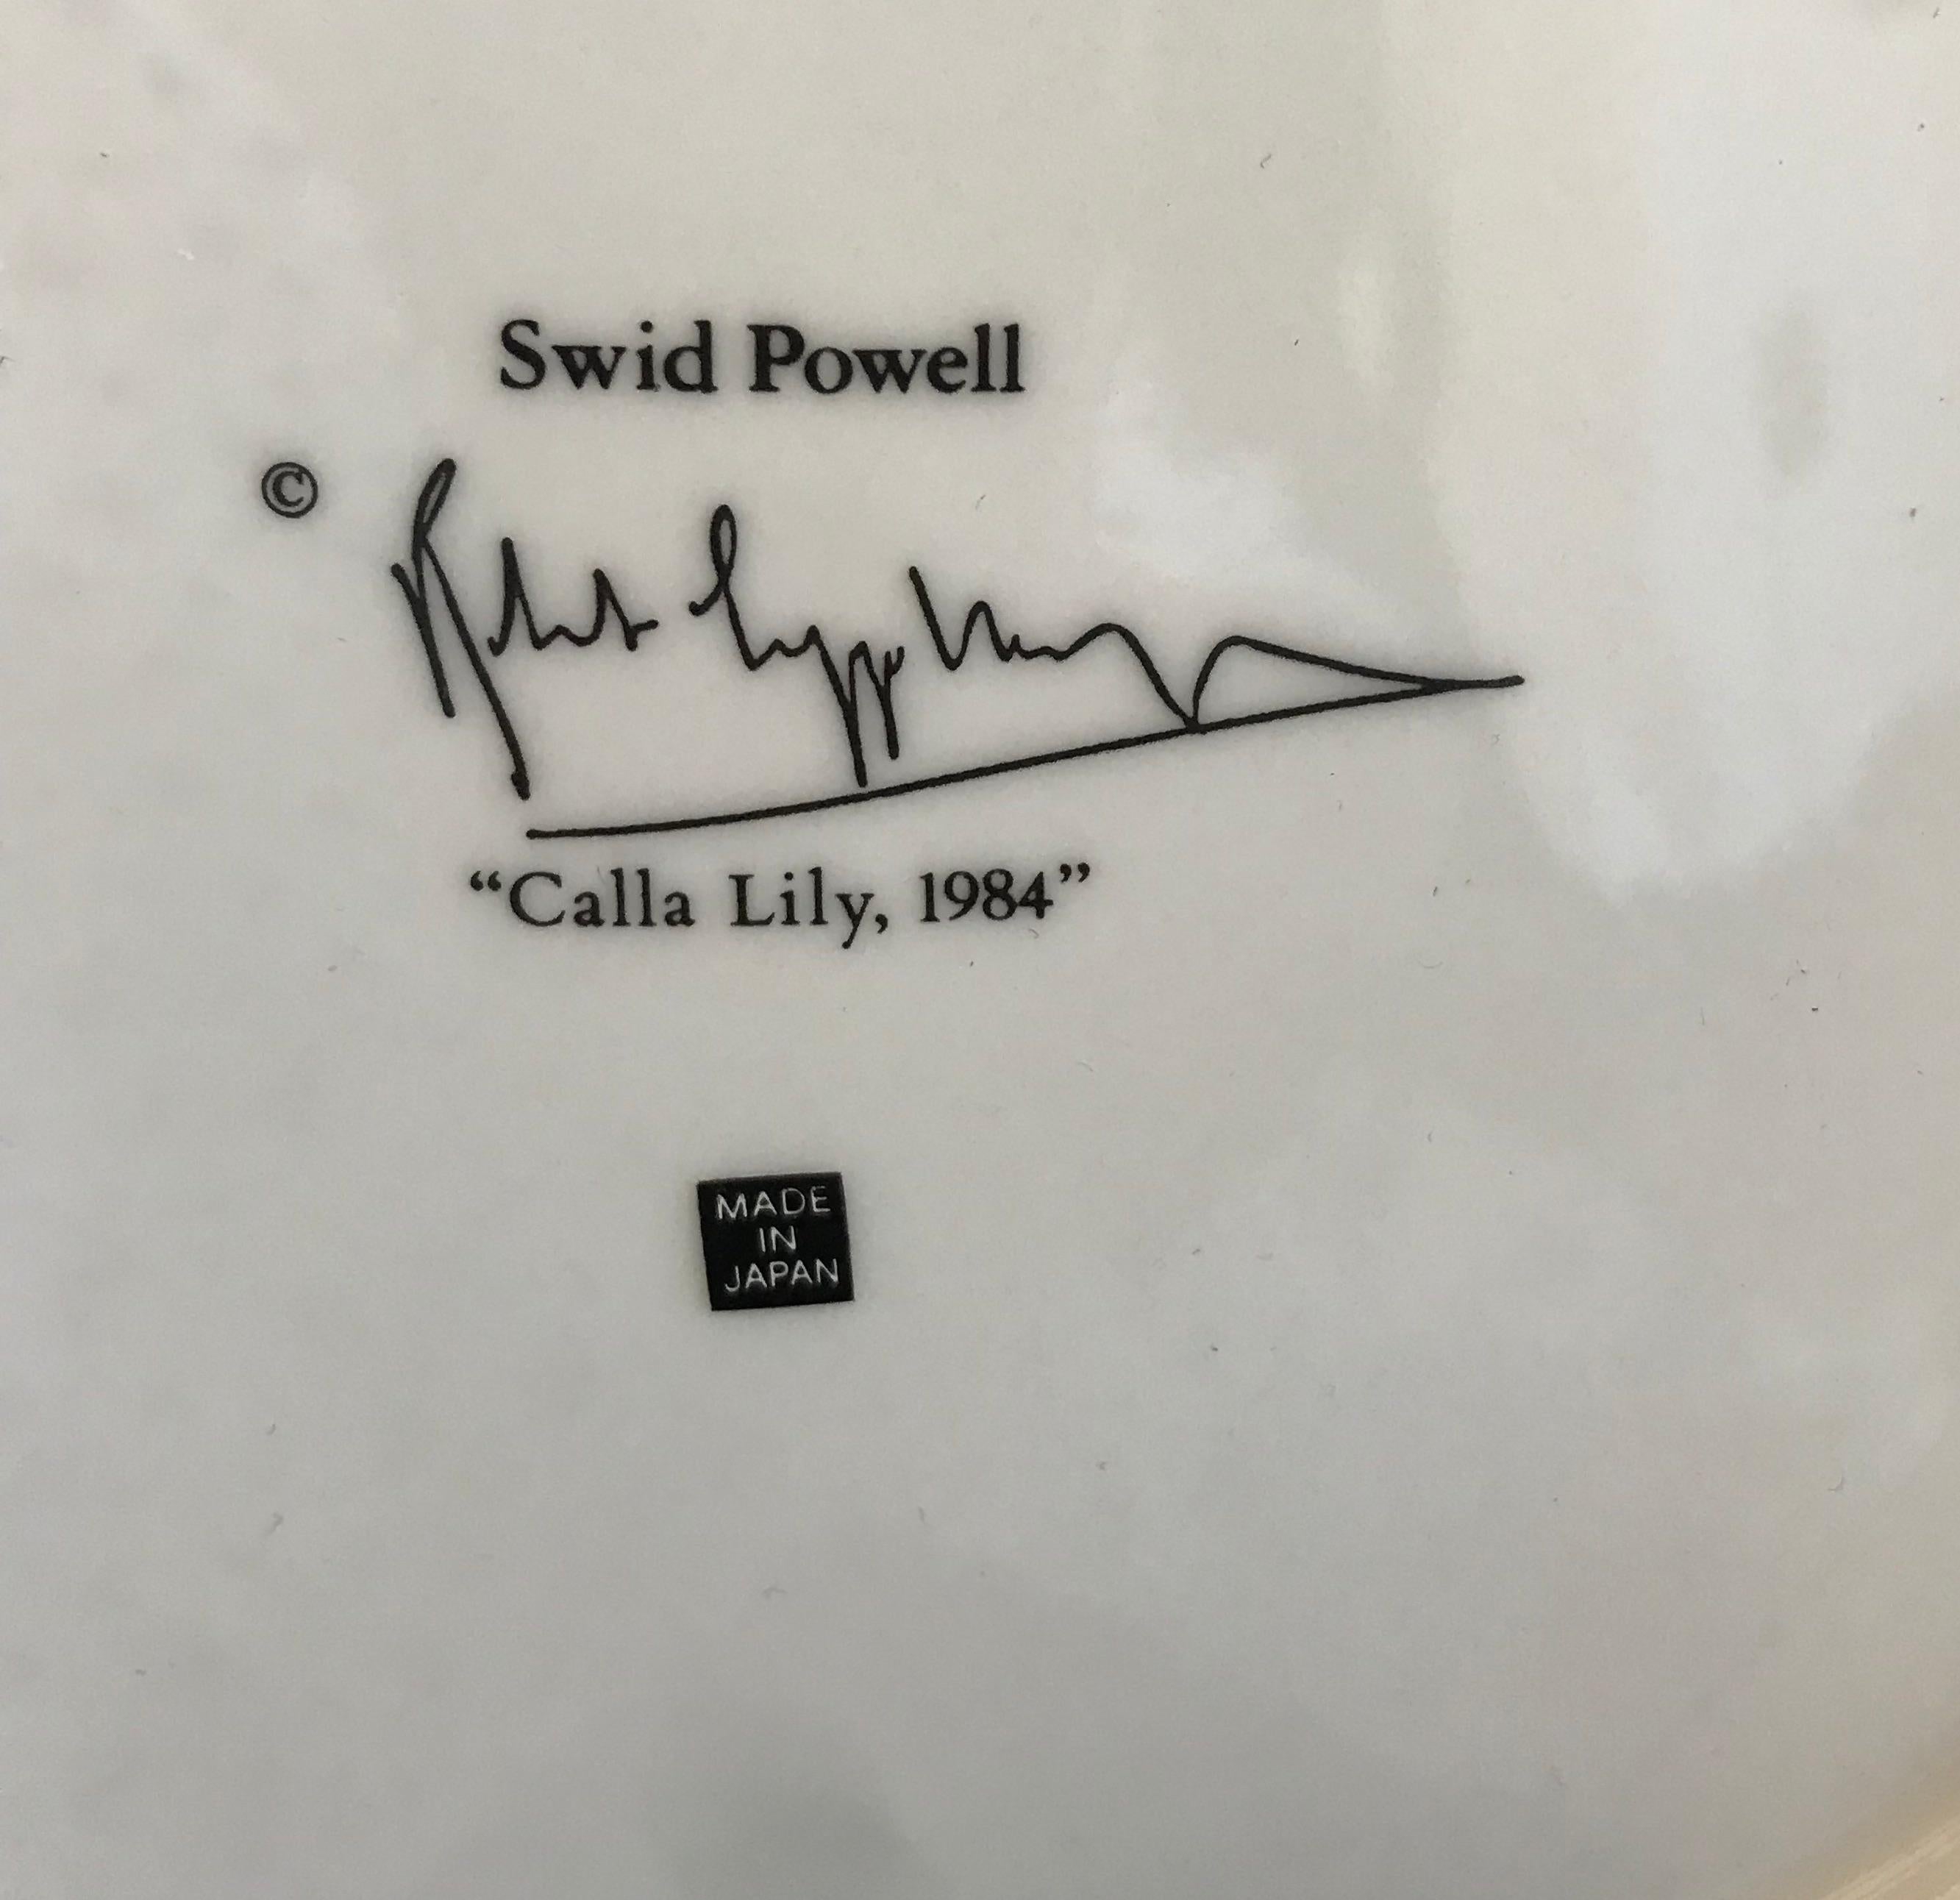 Swid Powell
©
“Calla Lily, 1984”
MADE
IN
JAPAN